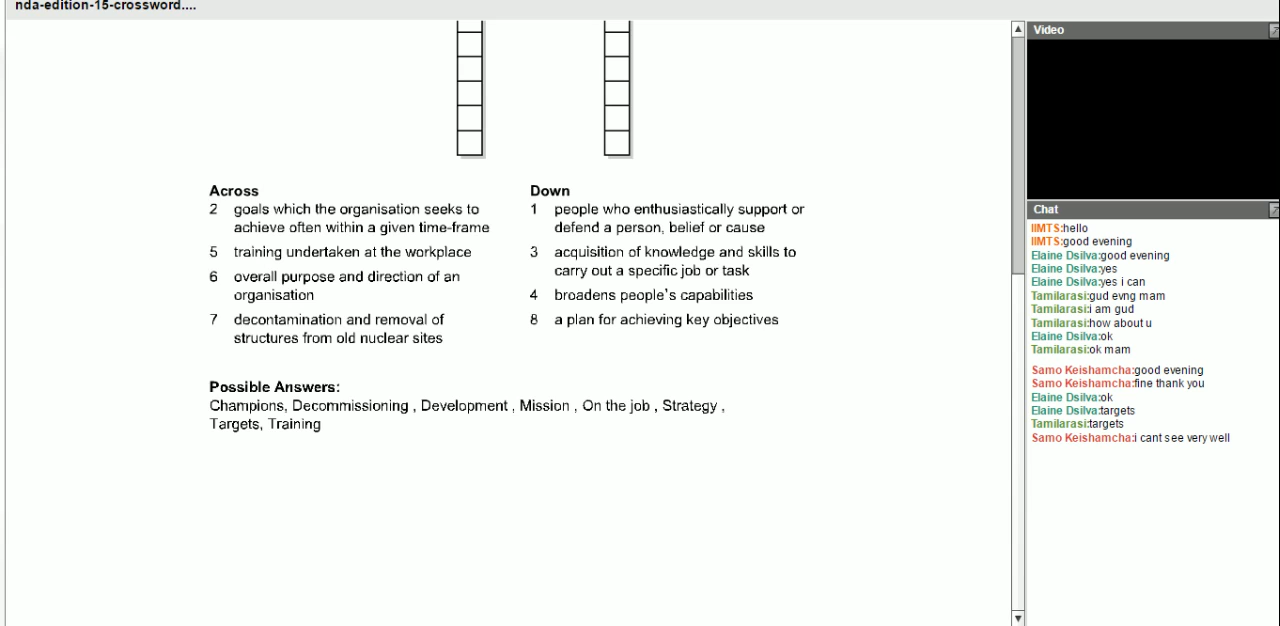 nda-edition-15-crossword....
Across
2 goals which the organisation seeks to
achieve often within a given time-frame
5 training undertaken at the workplace
6 overall purpose and direction of an
organisation
7 decontamination and removal of
structures from old nuclear sites
Down
1 people who enthusiastically support or
defend a person, belief or cause
3 acquisition of knowledge and skills to
carry out a specific job or task
4 broadens people's capabilities
8 a plan for achieving key objectives
Possible Answers:
Champions, Decommissioning , Development , Mission , On the job , Strategy ,
Targets, Training
Video
Chat
IIMTS:hello
IIMTS:good evening
Elaine Dsilva:good evening
Elaine Dsilva:yes
Elaine Dsilva:yes i can
Tamilarasi:gud evng mam
Tamilarasi:i am gud
Tamilarasi:how about u
Elaine Dsilva:ok
Tamilarasi:ok mam
Samo Keishamcha:good evening
Samo Keishamcha:fine thank you
Elaine Dsilva:ok
Elaine Dsilva:targets
Tamilarasi:targets
Samo Keishamcha:i cant see very well